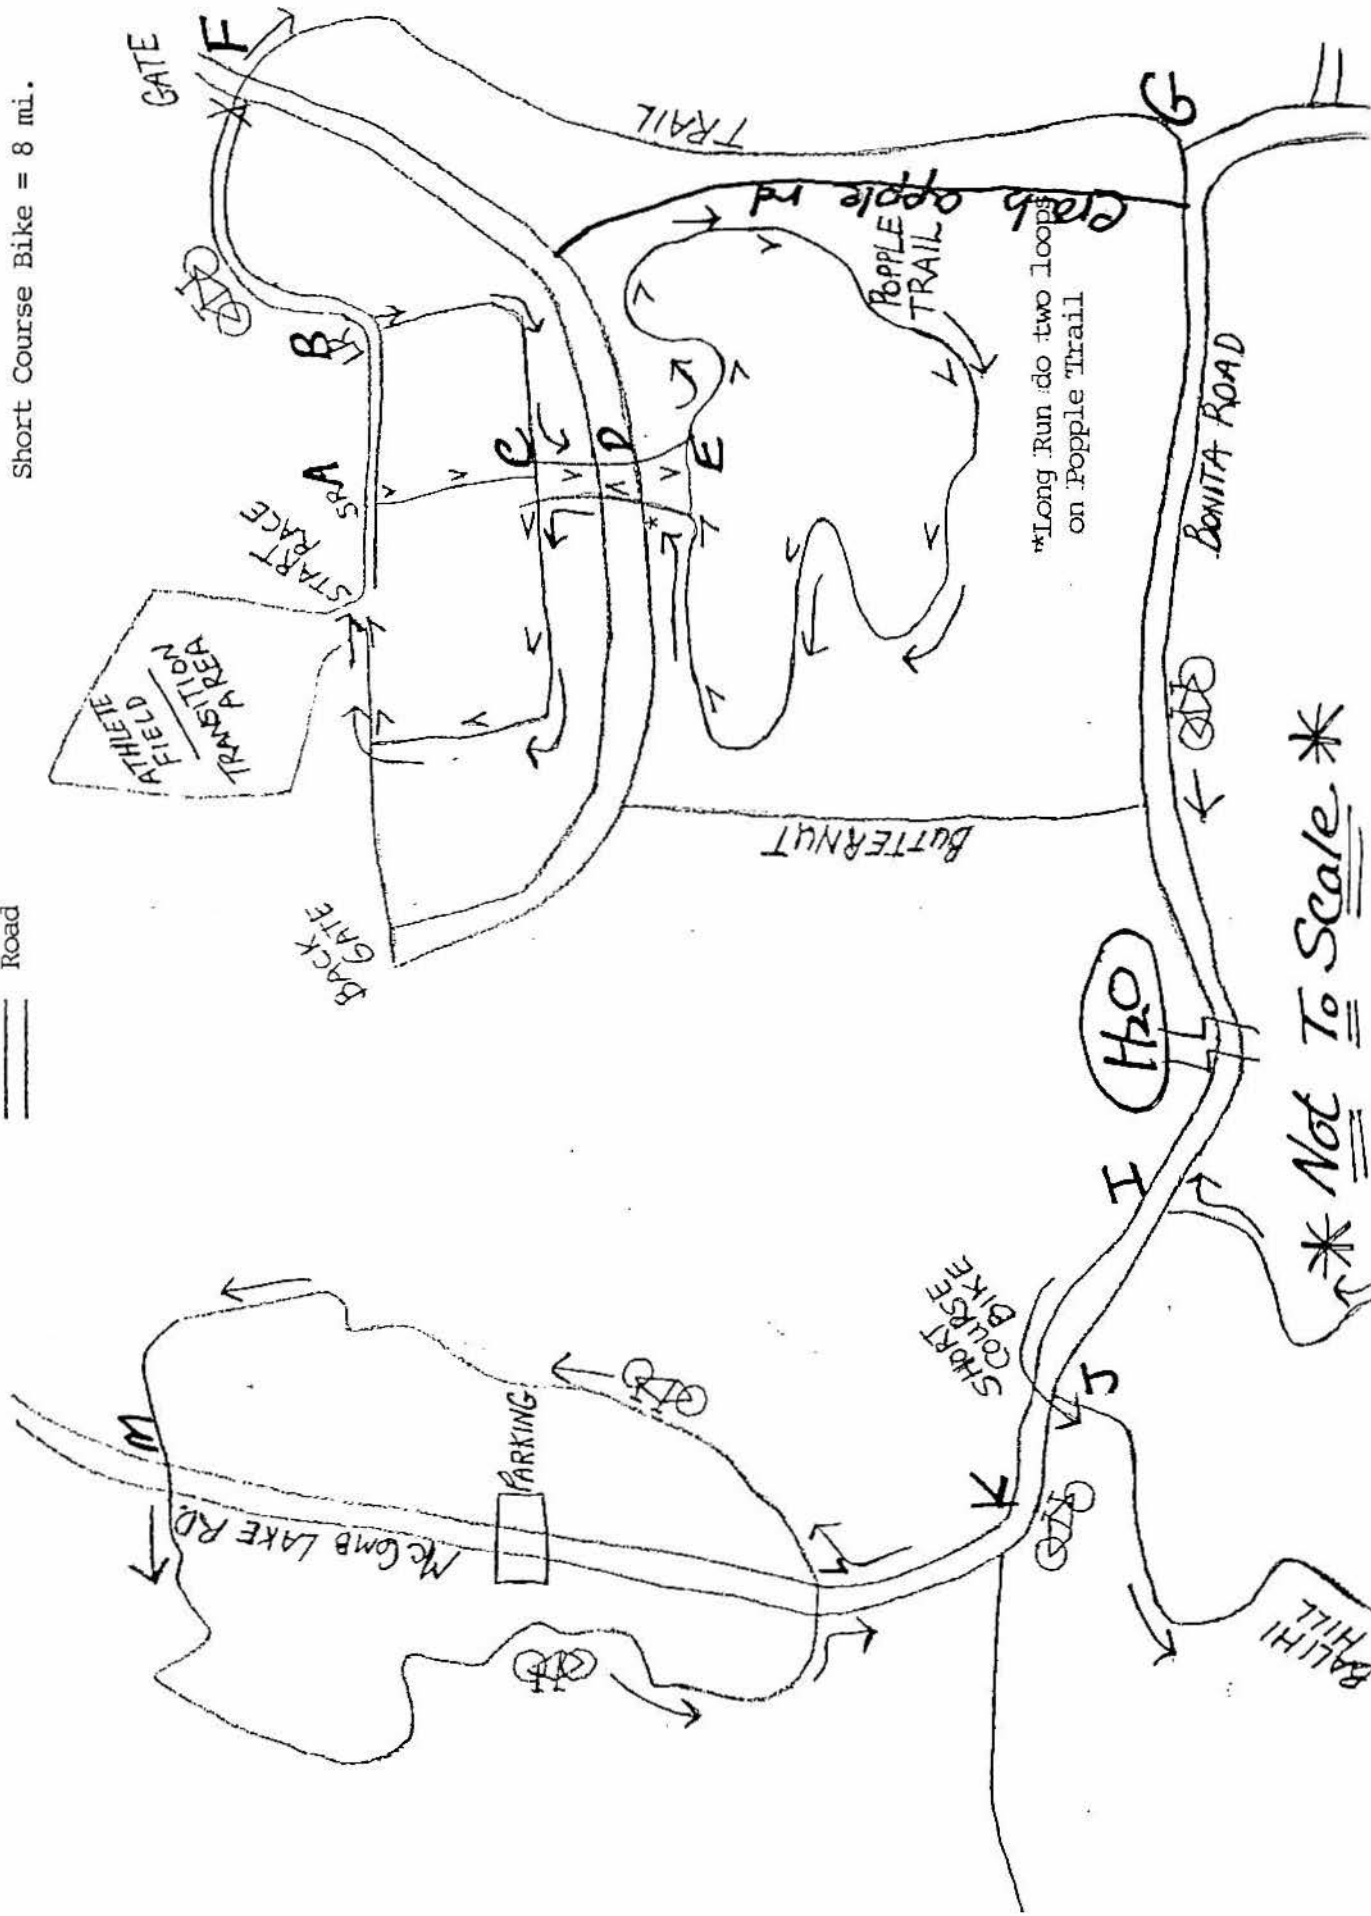 Road
Short Course Bike = 8 mi.
GATE
F
ATHLETE
FIELD
TRANSITION
AREA
START
RACE
SR
A
B
BACK
GATE
C
D
E
TRAIL
Crab apple rd
POPPLE
TRAIL
*
*Long Run do two loops
on Popple Trail
BUTTERNUT
G
BONITA ROAD
H2O
I
SHORT
COURSE
BIKE
J
K
L
M
McComb LAKE RD
PARKING
BALIHI
HILL
* Not To Scale *